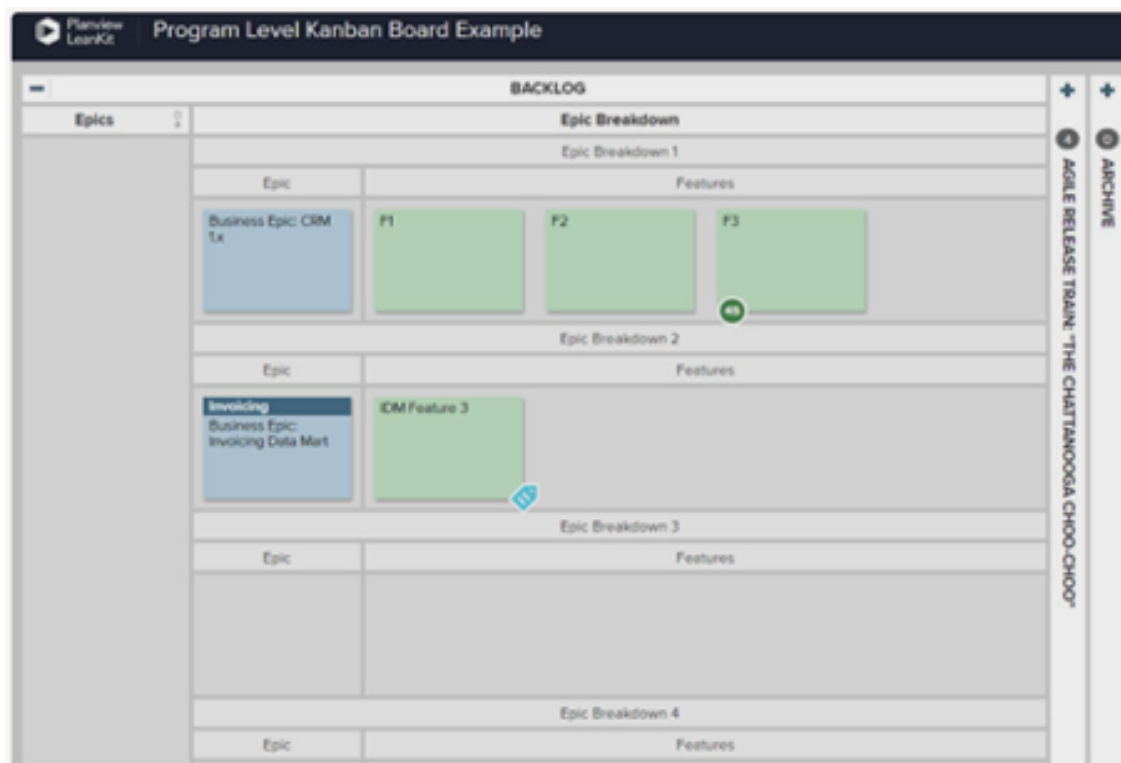 Planview
LeanKit
Program Level Kanban Board Example
BACKLOG
Epics
Epic Breakdown
Epic Breakdown 1
Epic
Features
Business Epic: CRM
1.x
F1
F2
F3
Epic Breakdown 2
Epic
Features
Invoicing
Business Epic:
Invoicing Data Mart
IDM Feature 3
Epic Breakdown 3
Epic
Features
Epic Breakdown 4
Epic
Features
4 AGILE RELEASE TRAIN: "THE CHATTANOOGA CHOO-CHOO"
0 ARCHIVE